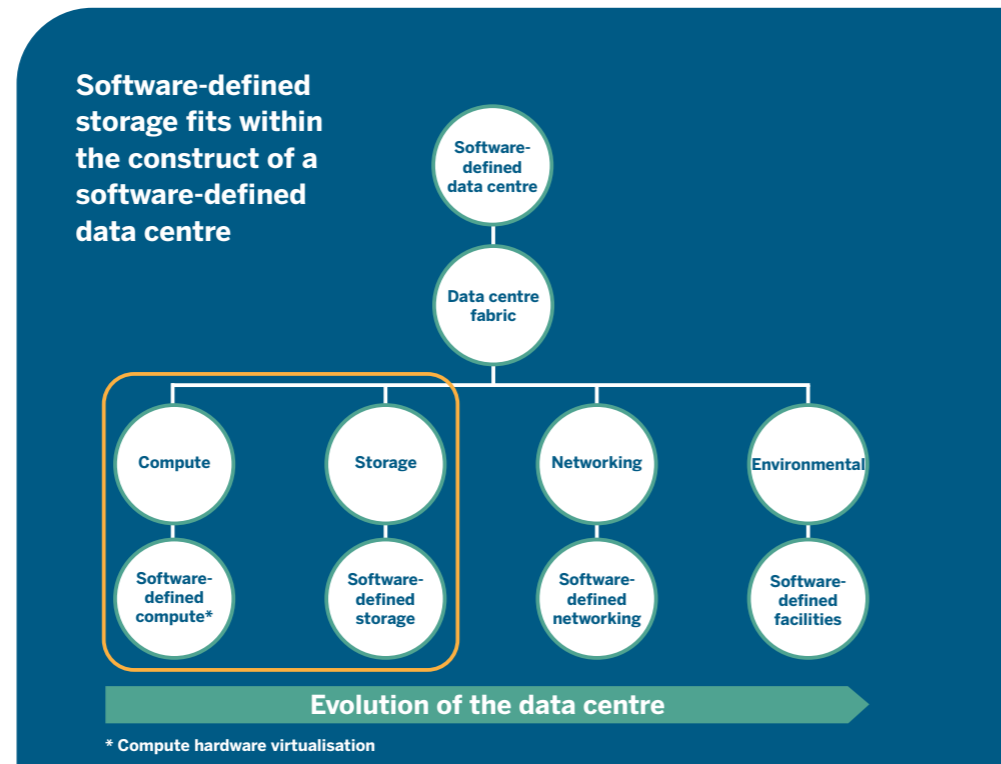 Software-defined
storage fits within
the construct of a
software-defined
data centre
Software-
defined
data centre
Data centre
fabric
Compute
Storage
Networking
Environmental
Software-
defined
compute*
Software-
defined
storage
Software-
defined
networking
Software-
defined
facilities
Evolution of the data centre
* Compute hardware virtualisation